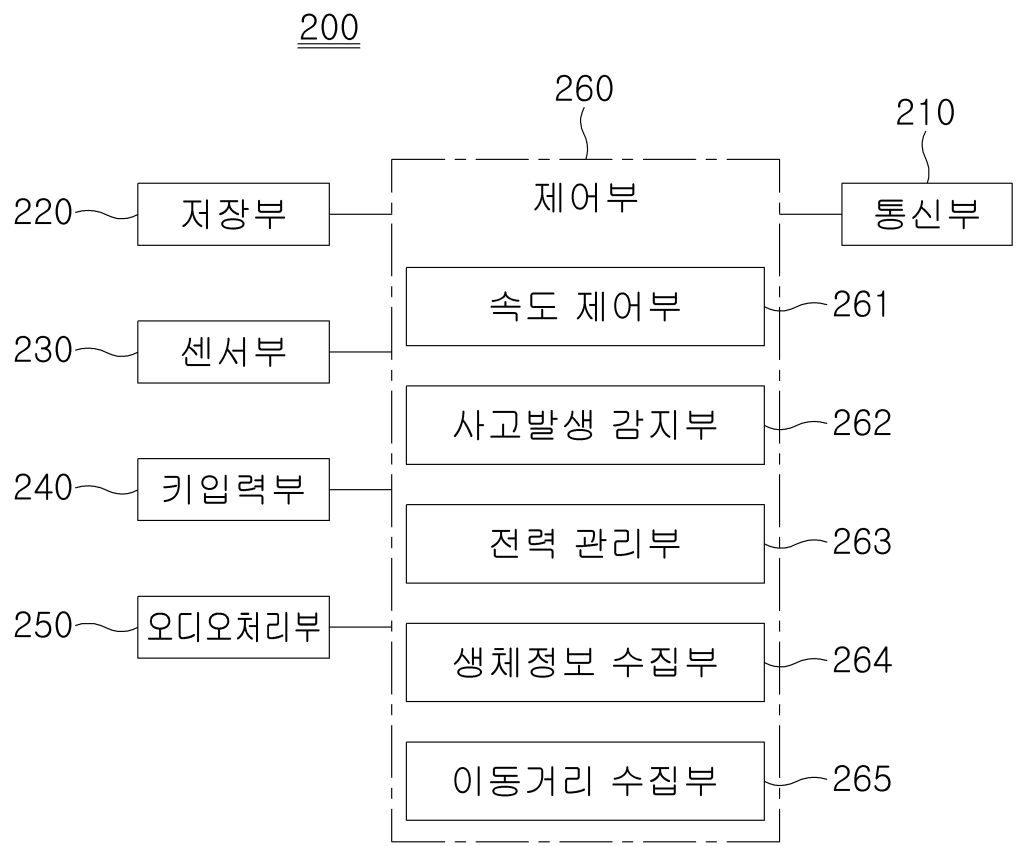 200
260
210
220
저장부
제어부
통신부
속도 제어부
261
230
센서부
사고발생 감지부
262
240
키입력부
전력 관리부
263
250
오디오처리부
생체정보 수집부
264
이동거리 수집부
265